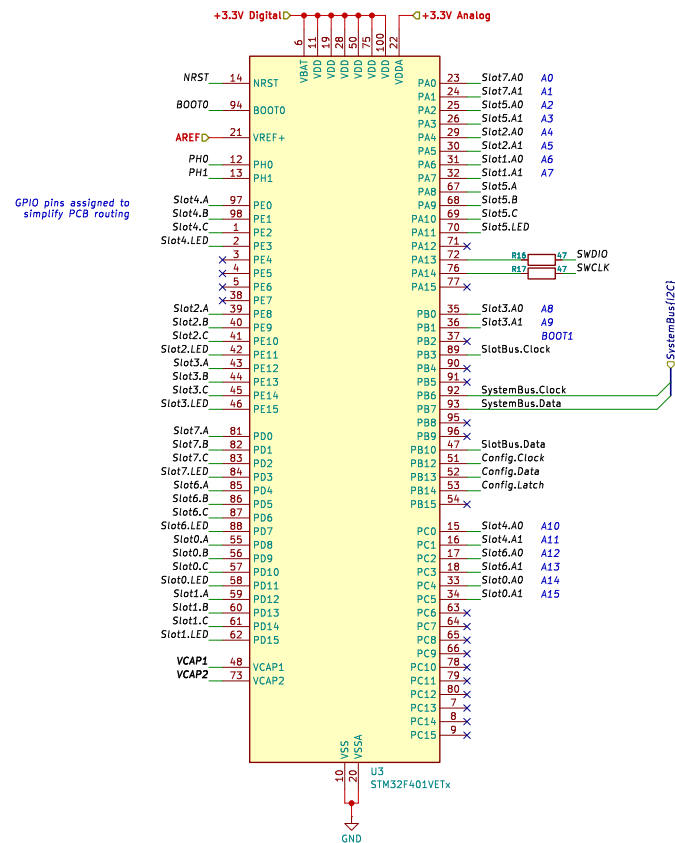 +3.3V Digital
+3.3V Analog
6 11 19 28 50 75 100 22
VBAT VDD VDD VDD VDD VDD VDD VDDA
NRST 14 NRST
BOOT0 94 BOOT0
AREF 21 VREF+
PH0 12 PH0
PH1 13 PH1
GPIO pins assigned to
simplify PCB routing
Slot4.A 97 PE0
Slot4.B 98 PE1
Slot4.C 1 PE2
Slot4.LED 2 PE3
3 PE4
4 PE5
5 PE6
38 PE7
Slot2.A 39 PE8
Slot2.B 40 PE9
Slot2.C 41 PE10
Slot2.LED 42 PE11
Slot3.A 43 PE12
Slot3.B 44 PE13
Slot3.C 45 PE14
Slot3.LED 46 PE15
Slot7.A 81 PD0
Slot7.B 82 PD1
Slot7.C 83 PD2
Slot7.LED 84 PD3
Slot6.A 85 PD4
Slot6.B 86 PD5
Slot6.C 87 PD6
Slot6.LED 88 PD7
Slot0.A 55 PD8
Slot0.B 56 PD9
Slot0.C 57 PD10
Slot0.LED 58 PD11
Slot1.A 59 PD12
Slot1.B 60 PD13
Slot1.C 61 PD14
Slot1.LED 62 PD15
VCAP1 48 VCAP1
VCAP2 73 VCAP2
PA0 23 Slot7.A0 A0
PA1 24 Slot7.A1 A1
PA2 25 Slot5.A0 A2
PA3 26 Slot5.A1 A3
PA4 29 Slot2.A0 A4
PA5 30 Slot2.A1 A5
PA6 31 Slot1.A0 A6
PA7 32 Slot1.A1 A7
PA8 67 Slot5.A
PA9 68 Slot5.B
PA10 69 Slot5.C
PA11 70 Slot5.LED
PA12 71
PA13 72 R16 47 SWDIO
PA14 76 R17 47 SWCLK
PA15 77
PB0 35 Slot3.A0 A8
PB1 36 Slot3.A1 A9
PB2 37 BOOT1
PB3 89 SlotBus.Clock
PB4 90
PB5 91
PB6 92 SystemBus.Clock
PB7 93 SystemBus.Data
SystemBus{I2C}
PB8 95
PB9 96
PB10 47 SlotBus.Data
PB12 51 Config.Clock
PB13 52 Config.Data
PB14 53 Config.Latch
PB15 54
PC0 15 Slot4.A0 A10
PC1 16 Slot4.A1 A11
PC2 17 Slot6.A0 A12
PC3 18 Slot6.A1 A13
PC4 33 Slot0.A0 A14
PC5 34 Slot0.A1 A15
PC6 63
PC7 64
PC8 65
PC9 66
PC10 78
PC11 79
PC12 80
PC13 7
PC14 8
PC15 9
VSS VSSA
10 20
U3
STM32F401VETx
GND